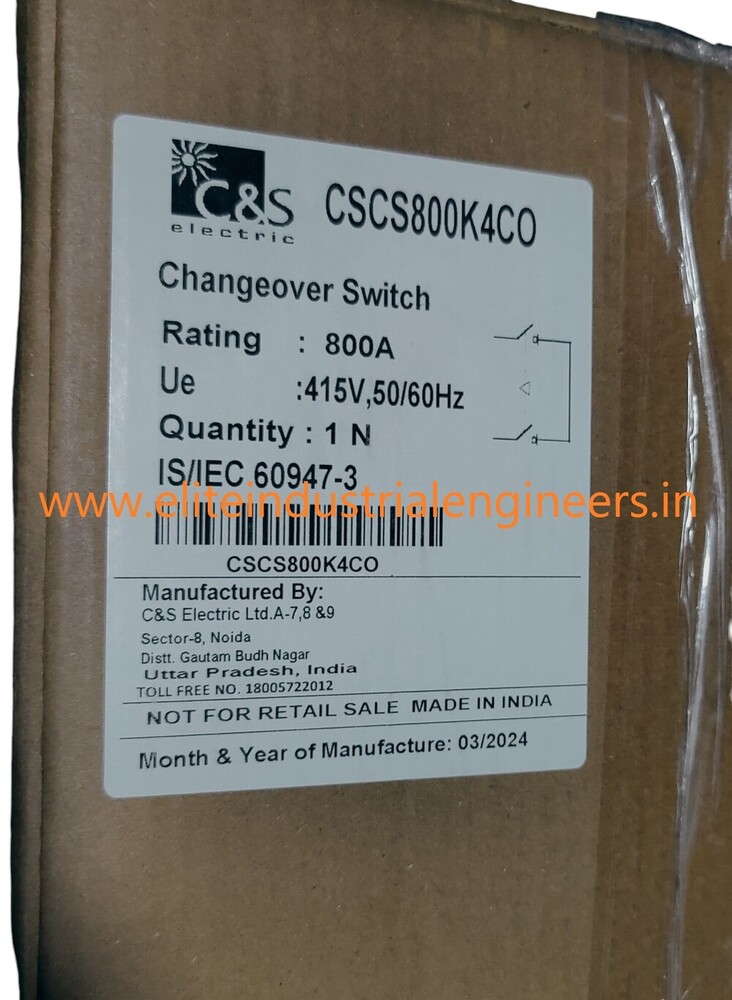 C&S
electric
CSCS800K4CO
Changeover Switch
Rating : 800A
Ue :415V,50/60Hz
Quantity : 1 N
IS/IEC 60947-3
www.eliteindustrialengineers.in
CSCS800K4CO
Manufactured By:
C&S Electric Ltd.A-7,8 &9
Sector-8, Noida
Distt. Gautam Budh Nagar
Uttar Pradesh, India
TOLL FREE NO. 18005722012
NOT FOR RETAIL SALE MADE IN INDIA
Month & Year of Manufacture: 03/2024